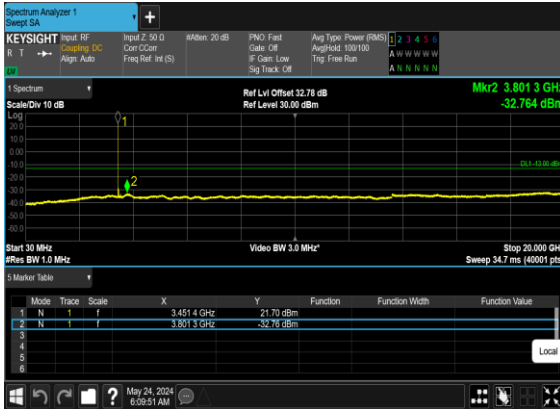 Spectrum Analyzer 1
Swept SA
+
KEYSIGHT Input: RF Input Z: 50 Ω #Atten: 20 dB PNO: Fast Avg Type: Power (RMS) 1 2 3 4 5 6
R T Coupling: DC Corr CCorr Gate: Off Avg|Hold: 100/100 A W W W W W
Align: Auto Freq Ref: Int (S) IF Gain: Low Trig: Free Run
Sig Track: Off A N N N N N
1 Spectrum
Scale/Div 10 dB
Ref Lvl Offset 32.78 dB
Ref Level 30.00 dBm
Mkr2 3.801 3 GHz
-32.764 dBm
Log
20.0
10.0
0.00
-10.0
-20.0
-30.0
-40.0
-50.0
-60.0
1
2
DL1 -13.00 dBm
Start 30 MHz Video BW 3.0 MHz* Stop 20.000 GHz
#Res BW 1.0 MHz Sweep 34.7 ms (40001 pts)
5 Marker Table
Mode Trace Scale X Y Function Function Width Function Value
1 N 1 f 3.451 4 GHz 21.70 dBm
2 N 1 f 3.801 3 GHz -32.76 dBm
3
4
5
6
Local
?
May 24, 2024
6:09:51 AM